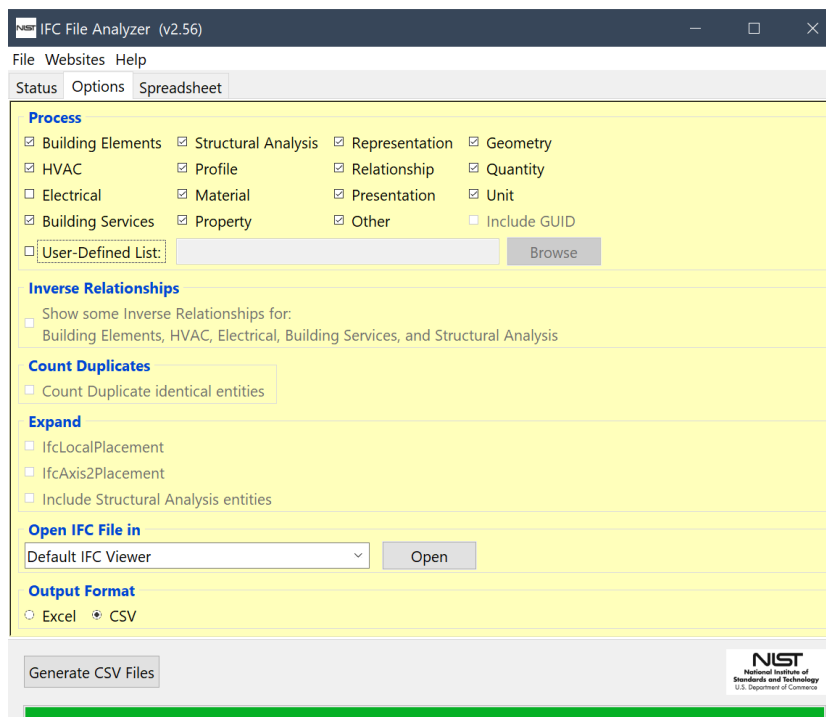 NIST IFC File Analyzer (v2.56)
File Websites Help
Status Options Spreadsheet
Process
Building Elements Structural Analysis Representation Geometry
HVAC Profile Relationship Quantity
Electrical Material Presentation Unit
Building Services Property Other Include GUID
User-Defined List: Browse
Inverse Relationships
Show some Inverse Relationships for:
Building Elements, HVAC, Electrical, Building Services, and Structural Analysis
Count Duplicates
Count Duplicate identical entities
Expand
IfcLocalPlacement
IfcAxis2Placement
Include Structural Analysis entities
Open IFC File in
Default IFC Viewer Open
Output Format
Excel CSV
Generate CSV Files
NIST
National Institute of
Standards and Technology
U.S. Department of Commerce